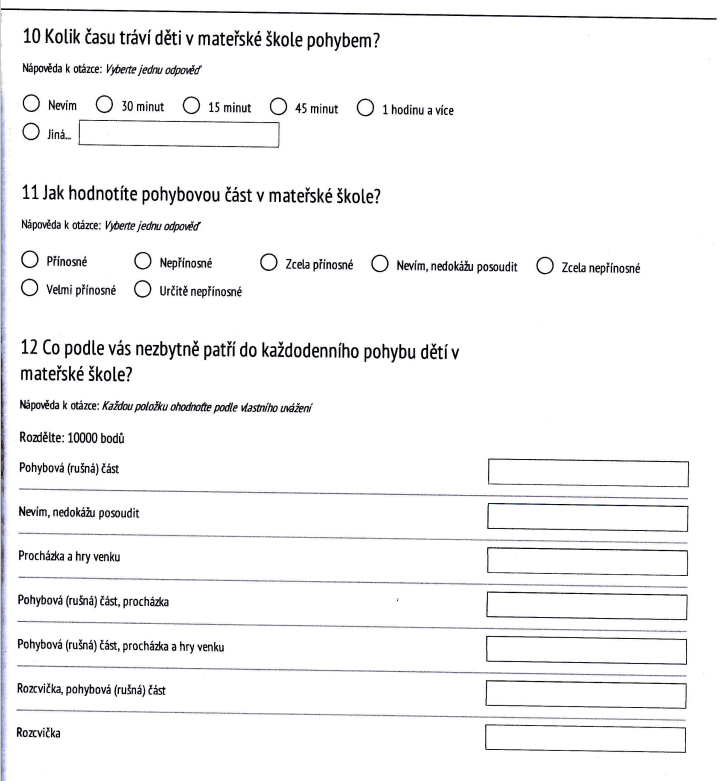 10 Kolik času tráví děti v mateřské škole pohybem?
Nápověda k otázce: Vyberte jednu odpověď
Nevím 30 minut 15 minut 45 minut 1 hodinu a více
Jiná...
11 Jak hodnotíte pohybovou část v mateřské škole?
Nápověda k otázce: Vyberte jednu odpověď
Přínosné Nepřínosné Zcela přínosné Nevím, nedokážu posoudit Zcela nepřínosné
Velmi přínosné Určitě nepřínosné
12 Co podle vás nezbytně patří do každodenního pohybu dětí v
mateřské škole?
Nápověda k otázce: Každou položku ohodnoťte podle vlastního uvážení
Rozdělte: 10000 bodů
Pohybová (rušná) část
Nevím, nedokážu posoudit
Procházka a hry venku
Pohybová (rušná) část, procházka
Pohybová (rušná) část, procházka a hry venku
Rozcvička, pohybová (rušná) část
Rozcvička